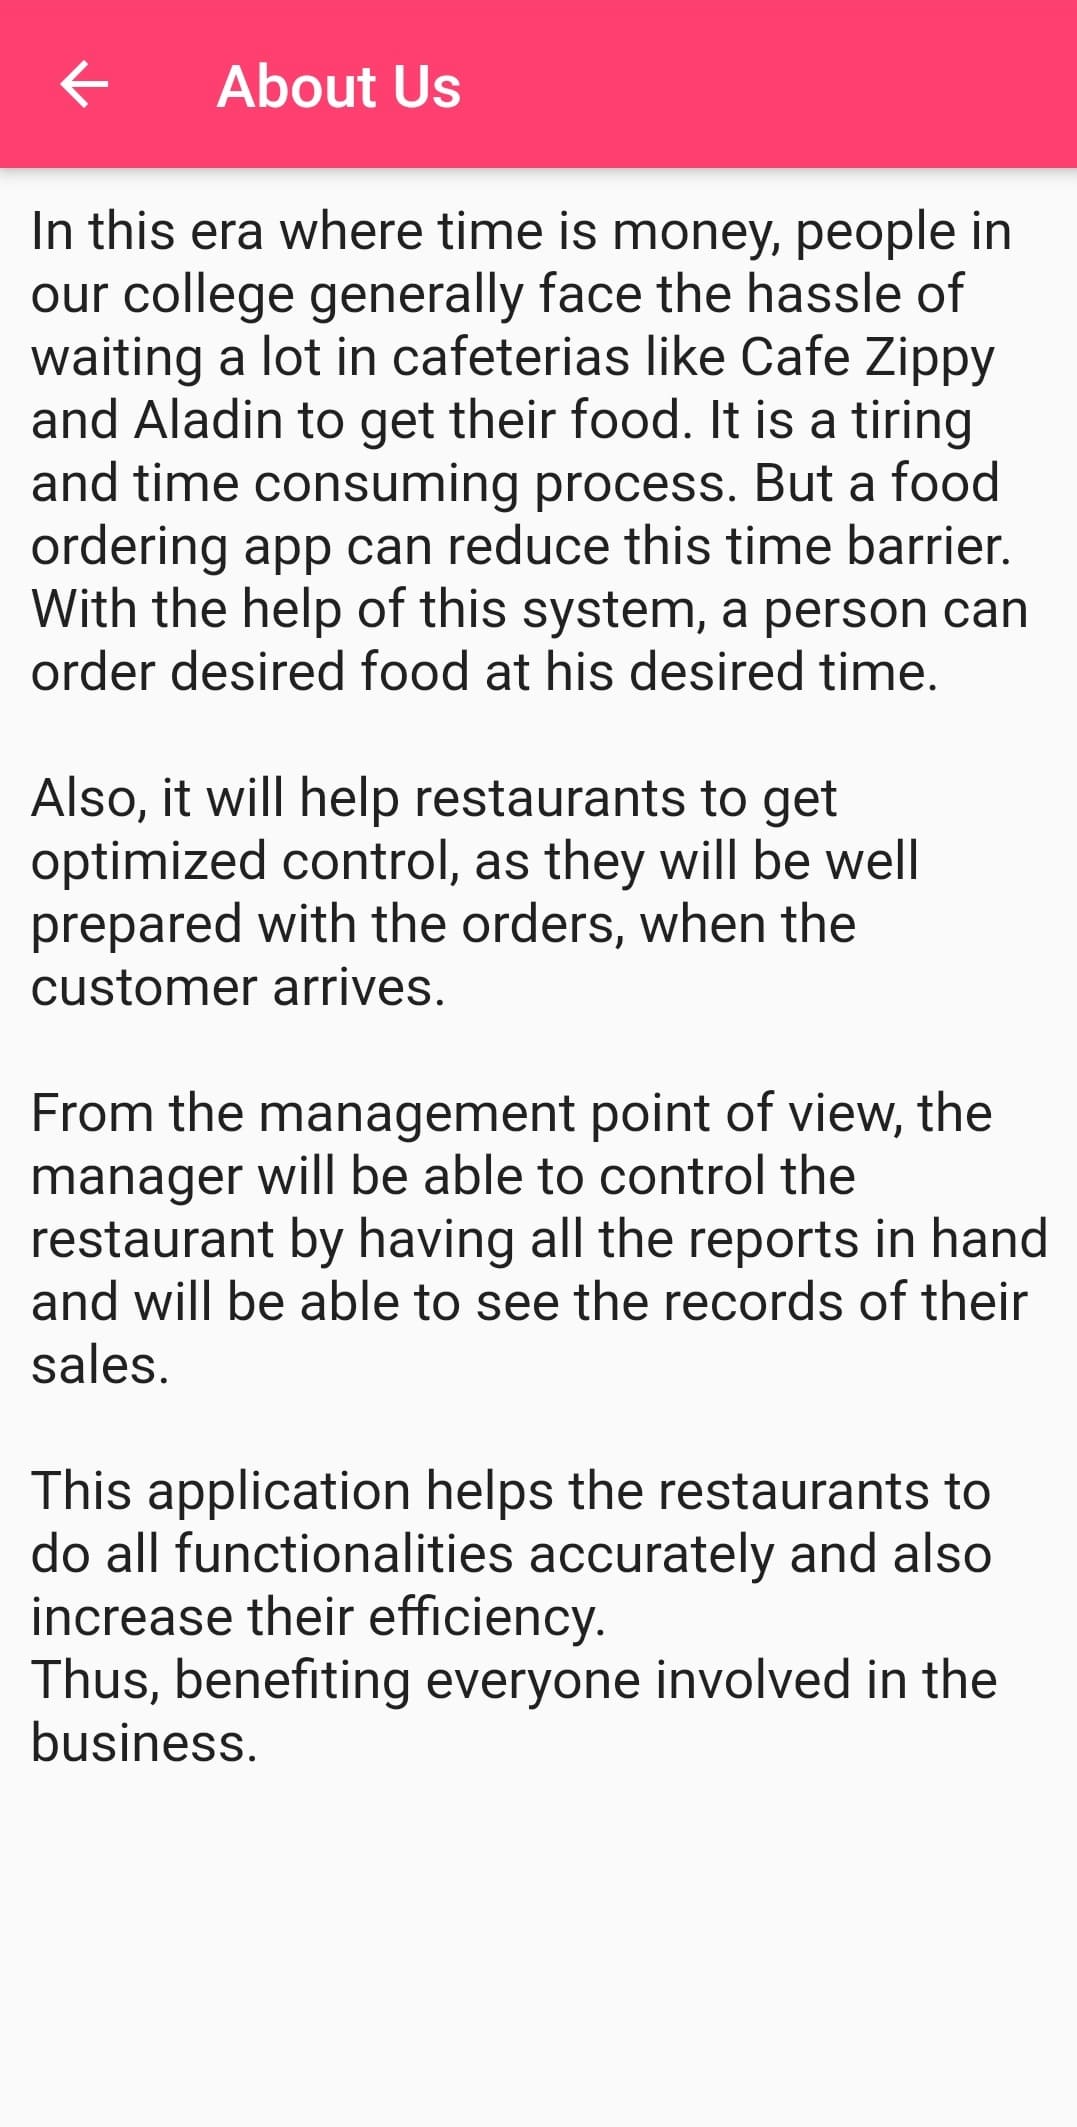 About Us
In this era where time is money, people in
our college generally face the hassle of
waiting a lot in cafeterias like Cafe Zippy
and Aladin to get their food. It is a tiring
and time consuming process. But a food
ordering app can reduce this time barrier.
With the help of this system, a person can
order desired food at his desired time.
Also, it will help restaurants to get
optimized control, as they will be well
prepared with the orders, when the
customer arrives.
From the management point of view, the
manager will be able to control the
restaurant by having all the reports in hand
and will be able to see the records of their
sales.
This application helps the restaurants to
do all functionalities accurately and also
increase their efficiency.
Thus, benefiting everyone involved in the
business.